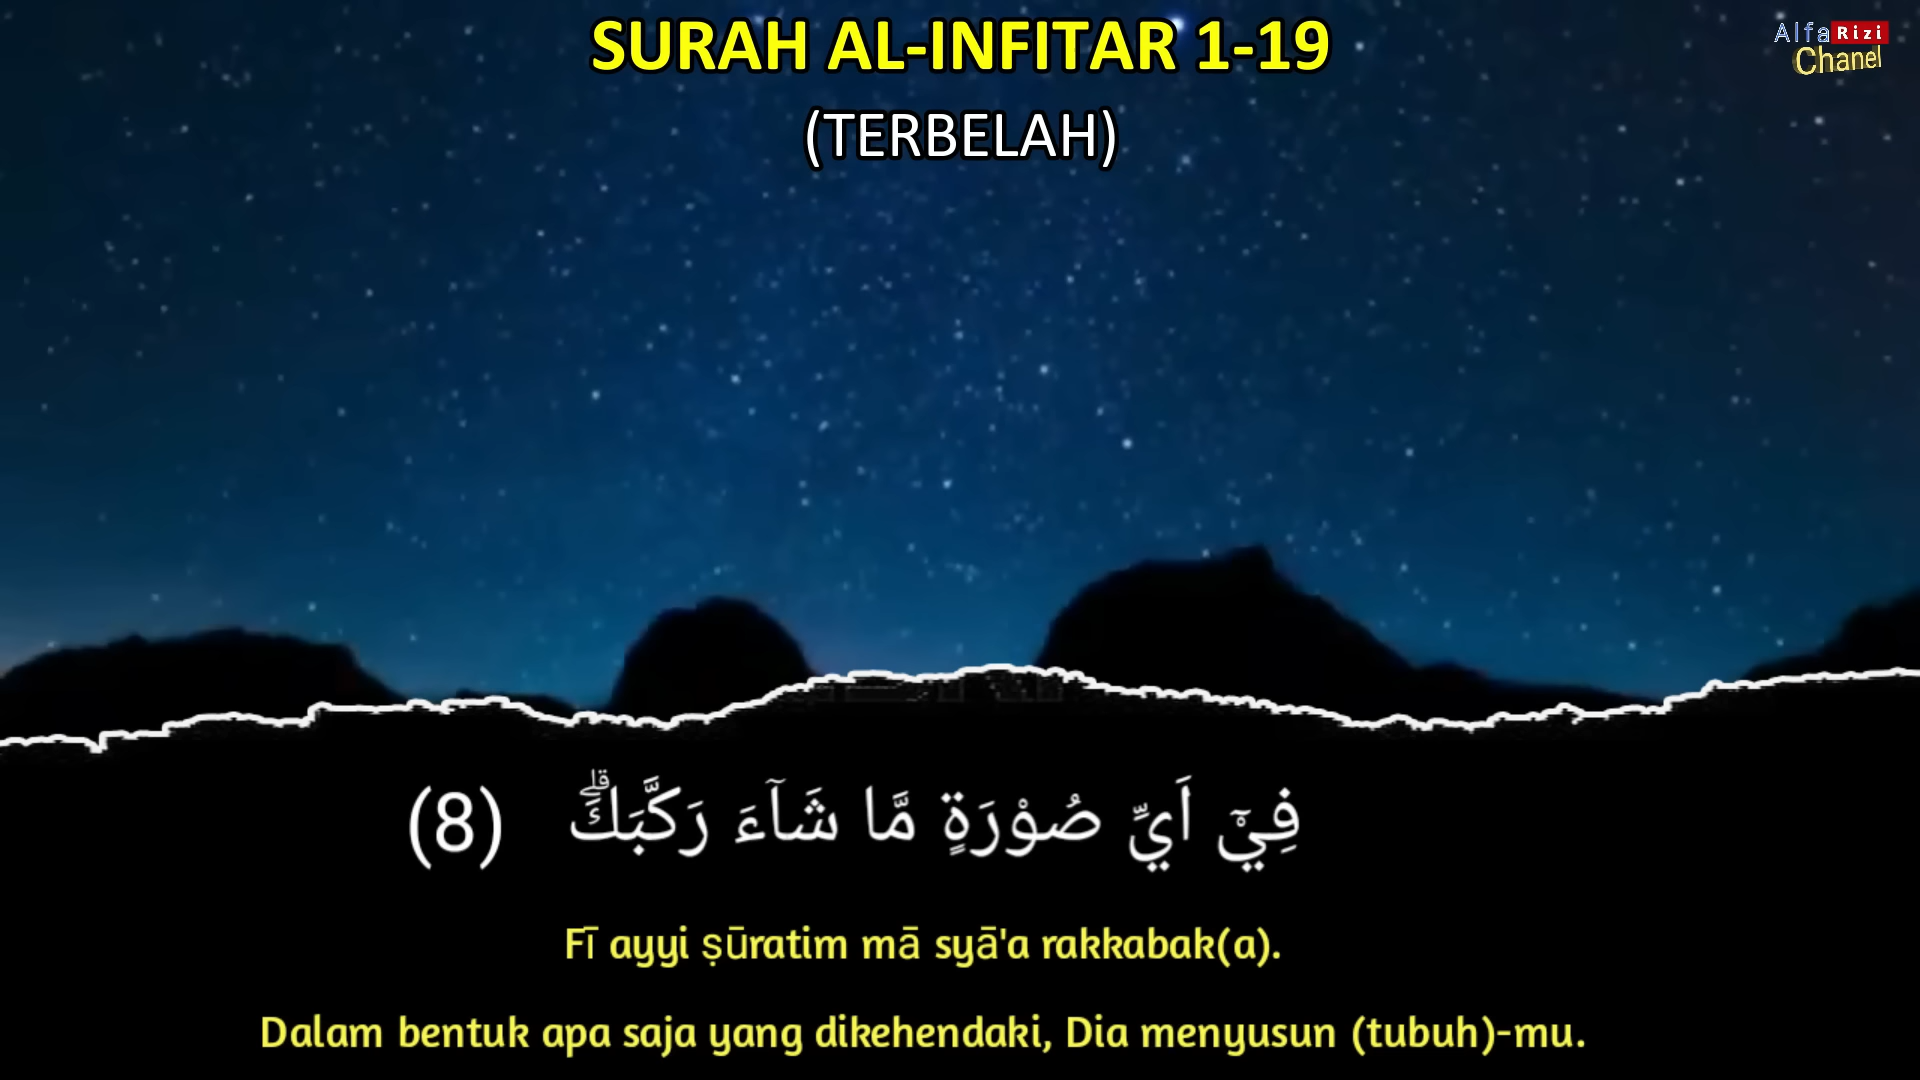 SURAH AL-INFITAR 1-19
Alfa Rizi
Chanel
(TERBELAH)
فِيْٓ اَيِّ صُوْرَةٍ مَّا شَاۤءَ رَكَّبَكَۗ (8)
Fī ayyi ṣūratim mā syā'a rakkabak(a).
Dalam bentuk apa saja yang dikehendaki, Dia menyusun (tubuh)-mu.